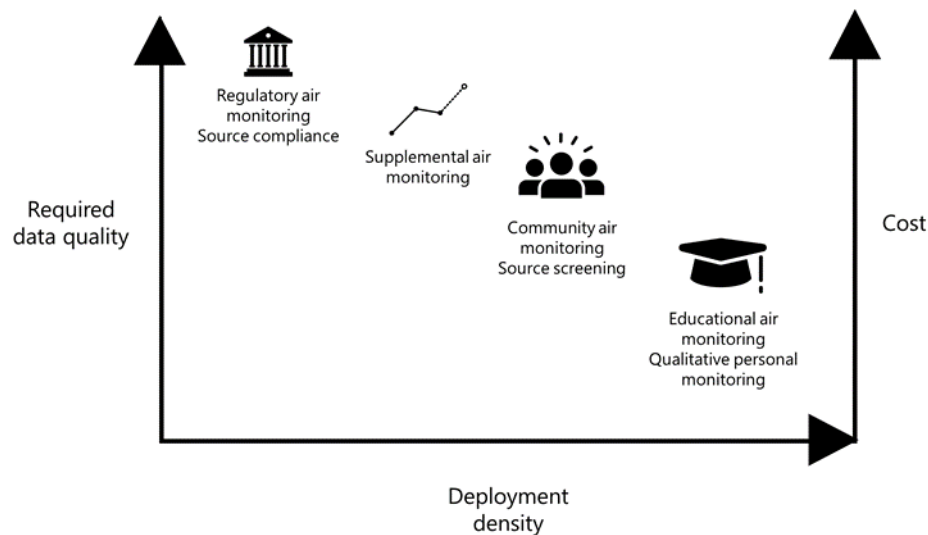 Regulatory air
monitoring
Source compliance
Supplemental air
monitoring
Required
data quality
Community air
monitoring
Source screening
Cost
Educational air
monitoring
Qualitative personal
monitoring
Deployment
density